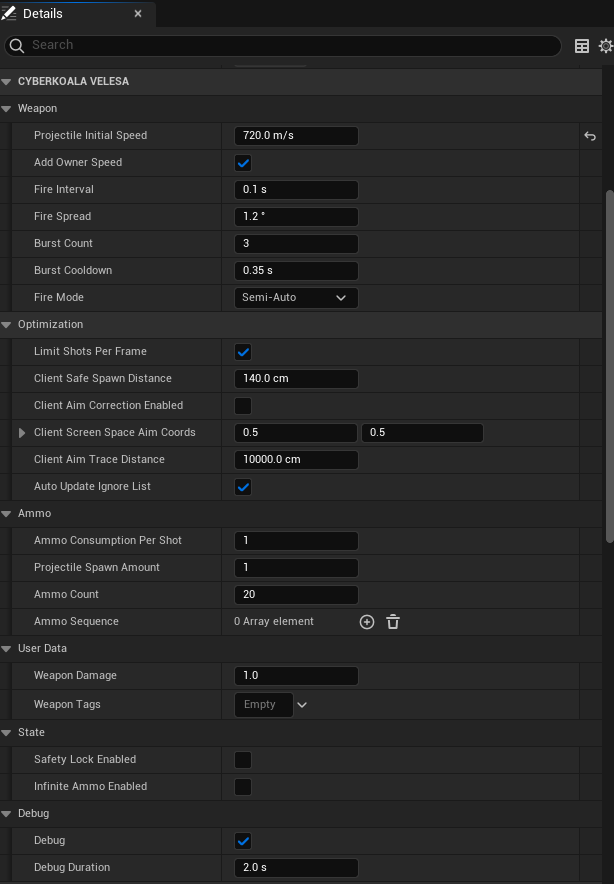 Details
Search
CYBERKOALA VELESA
Weapon
Projectile Initial Speed 720.0 m/s
Add Owner Speed
Fire Interval 0.1 s
Fire Spread 1.2 °
Burst Count 3
Burst Cooldown 0.35 s
Fire Mode Semi-Auto
Optimization
Limit Shots Per Frame
Client Safe Spawn Distance 140.0 cm
Client Aim Correction Enabled
Client Screen Space Aim Coords 0.5 0.5
Client Aim Trace Distance 10000.0 cm
Auto Update Ignore List
Ammo
Ammo Consumption Per Shot 1
Projectile Spawn Amount 1
Ammo Count 20
Ammo Sequence 0 Array element
User Data
Weapon Damage 1.0
Weapon Tags Empty
State
Safety Lock Enabled
Infinite Ammo Enabled
Debug
Debug
Debug Duration 2.0 s